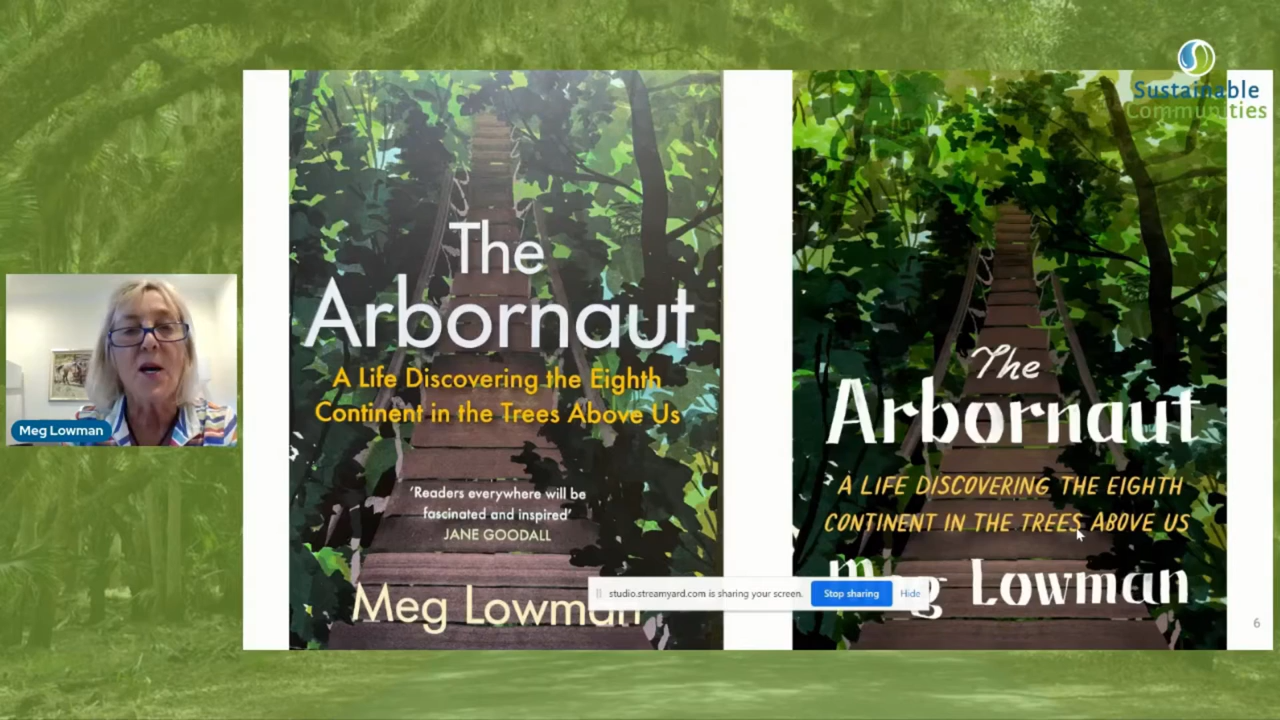 Sustainable
Communities
The
Arbornaut
A Life Discovering the Eighth
Continent in the Trees Above Us
'Readers everywhere will be
fascinated and inspired'
JANE GOODALL
Meg Lowman
The
Arbornaut
A LIFE DISCOVERING THE EIGHTH
CONTINENT IN THE TREES ABOVE US
Meg Lowman
Meg Lowman
studio.streamyard.com is sharing your screen. Stop sharing Hide
6